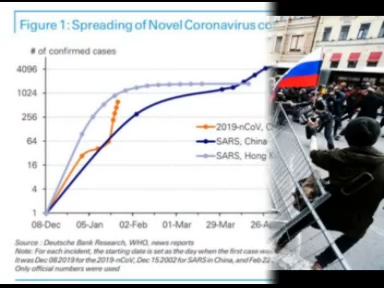 Figure 1: Spreading of Novel Coronavirus
# of confirmed cases
4096
1024
256
64
16
4
1
2019-nCoV,
SARS, China
SARS, Hong
08-Dec 05-Jan 02-Feb 01-Mar 29-Mar
Source : Deutsche Bank Research, WHO, news reports
Note: For each incident, the starting date is set as the day when the first case
It was Dec 08 2019 for the 2019-nCoV, Dec 15 2002 for SARS in China, and Feb 22
Only official numbers were used